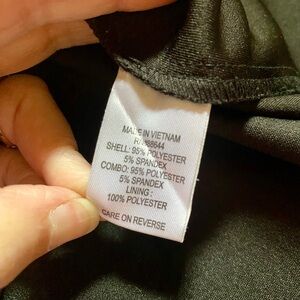 MADE IN VIETNAM
SHELL: 95% POLYESTER
5% SPANDEX
COMBO: 95% POLYESTER
5% SPANDEX
LINING:
100% POLYESTER
CARE ON REVERSE